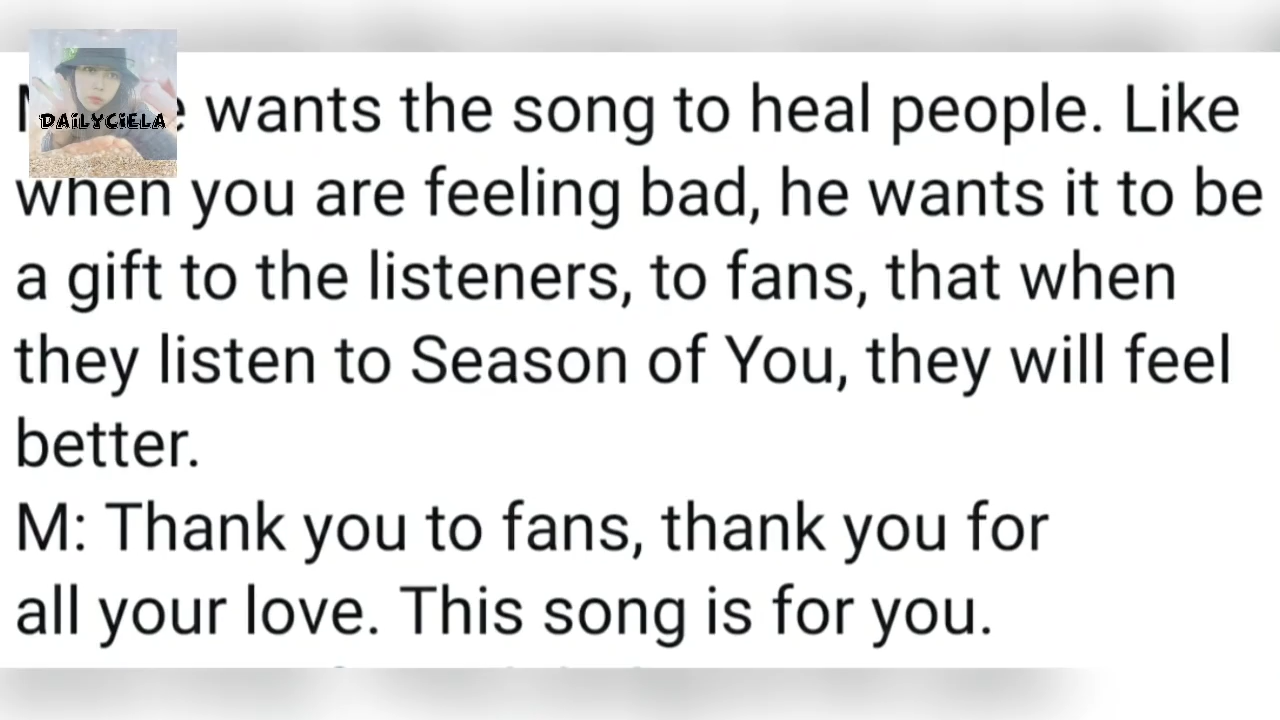 DAILYCIELA
wants the song to heal people. Like
when you are feeling bad, he wants it to be
a gift to the listeners, to fans, that when
they listen to Season of You, they will feel
better.
M: Thank you to fans, thank you for
all your love. This song is for you.